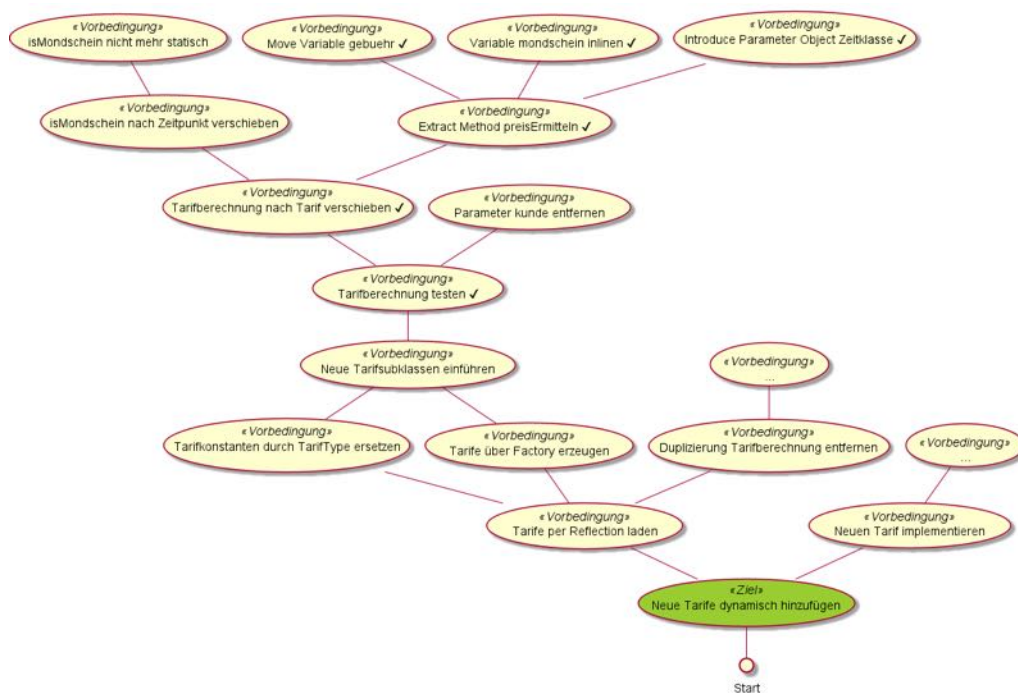 «Vorbedingung»
isMondschein nicht mehr statisch
«Vorbedingung»
Move Variable gebuehr ✓
«Vorbedingung»
Variable mondschein inlinen ✓
«Vorbedingung»
Introduce Parameter Object Zeitklasse ✓
«Vorbedingung»
isMondschein nach Zeitpunkt verschieben
«Vorbedingung»
Extract Method preisErmitteln ✓
«Vorbedingung»
Tarifberechnung nach Tarif verschieben ✓
«Vorbedingung»
Parameter kunde entfernen
«Vorbedingung»
Tarifberechnung testen ✓
«Vorbedingung»
Neue Tarifsubklassen einführen
«Vorbedingung»
...
«Vorbedingung»
Tarifkonstanten durch TarifType ersetzen
«Vorbedingung»
Tarife über Factory erzeugen
«Vorbedingung»
Duplizierung Tarifberechnung entfernen
«Vorbedingung»
...
«Vorbedingung»
Tarife per Reflection laden
«Vorbedingung»
Neuen Tarif implementieren
«Ziel»
Neue Tarife dynamisch hinzufügen
Start